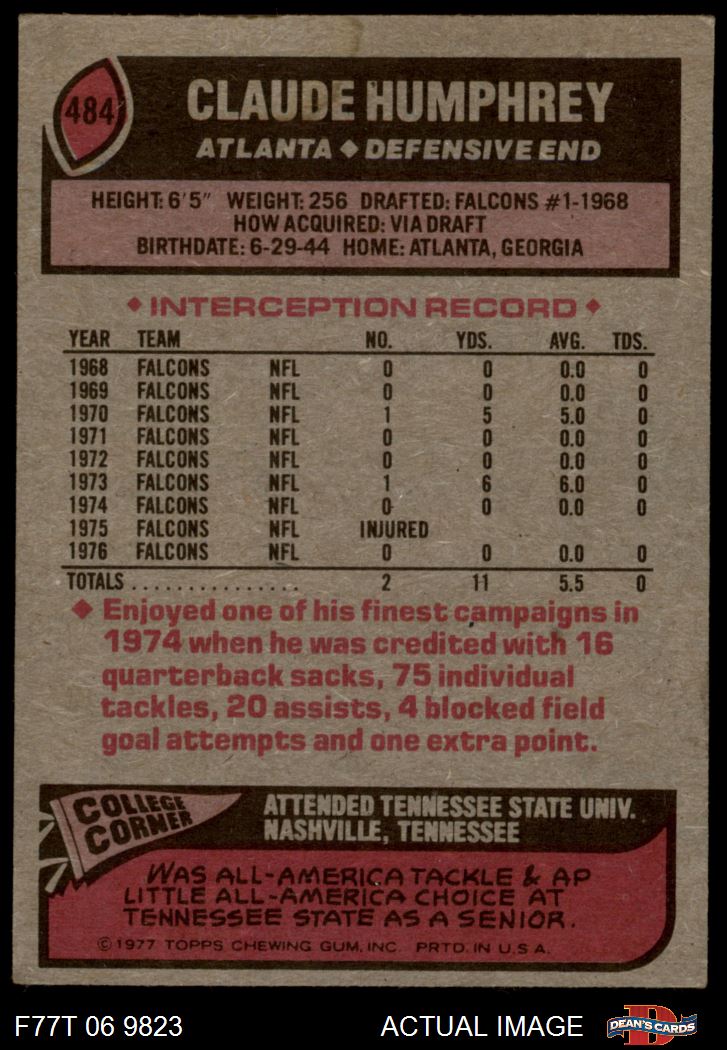 484
CLAUDE HUMPHREY
ATLANTA ◆ DEFENSIVE END
HEIGHT: 6'5" WEIGHT: 256 DRAFTED: FALCONS #1-1968
HOW ACQUIRED: VIA DRAFT
BIRTHDATE: 6-29-44 HOME: ATLANTA, GEORGIA
◆ INTERCEPTION RECORD ◆
YEAR TEAM NO. YDS. AVG. TDS.
1968 FALCONS NFL 0 0 0.0 0
1969 FALCONS NFL 0 0 0.0 0
1970 FALCONS NFL 1 5 5.0 0
1971 FALCONS NFL 0 0 0.0 0
1972 FALCONS NFL 0 0 0.0 0
1973 FALCONS NFL 1 6 6.0 0
1974 FALCONS NFL 0 0 0.0 0
1975 FALCONS NFL INJURED
1976 FALCONS NFL 0 0 0.0 0
TOTALS ................ 2 11 5.5 0
◆ Enjoyed one of his finest campaigns in
1974 when he was credited with 16
quarterback sacks, 75 individual
tackles, 20 assists, 4 blocked field
goal attempts and one extra point.
COLLEGE
CORNER
ATTENDED TENNESSEE STATE UNIV.
NASHVILLE, TENNESSEE
WAS ALL-AMERICA TACKLE & AP
LITTLE ALL-AMERICA CHOICE AT
TENNESSEE STATE AS A SENIOR.
©1977 TOPPS CHEWING GUM, INC. PRTD. IN U.S.A.
F77T 06 9823
ACTUAL IMAGE
D
DEAN'S CARDS